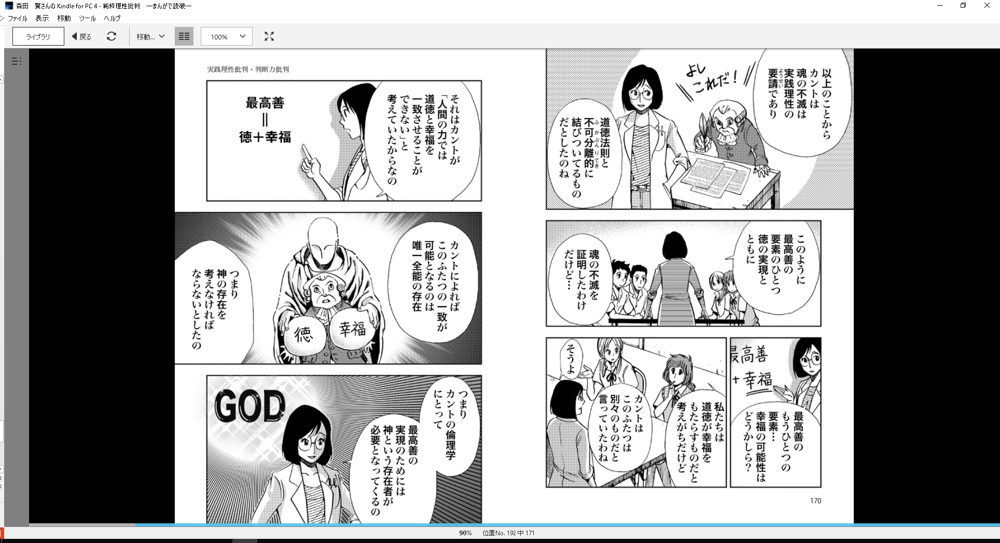 森田　賢さんの Kindle for PC 4 - 純粋理性批判　―まんがで読破―
ファイル 表示 移動 ツール ヘルプ
ライブラリ 戻る 移動... 100%
以上のことから
カントは
魂の不滅は
実践理性の
要請であり
ようせい
よし
これだ！
道徳法則と
不可分離的に
ふかぶんりてき
結びついてるもの
だとしたのね
このように
最高善の
要素のひとつ
徳の実現と
ともに
魂の不滅を
証明したわけ
だけど…
最高善
+幸福
最高善の
もうひとつの
要素…
幸福の可能性は
どうかしら？
私たちは
道徳が幸福を
もたらすものだと
考えがちだけど
カントは
このふたつは
別々のものだと
言っていたわね
そうよ
170
実践理性批判・判断力批判
それはカントが
「人間の力では
道徳と幸福を
一致させることが
できない」と
考えていたからなの
最高善
||
徳＋幸福
カントによれば
このふたつの一致が
可能となるのは
唯一全能の存在
徳
幸福
つまり
神の存在を
考えなければ
ならないとしたの
つまり
カントの倫理学
にとって
最高善の
実現のためには
神という存在者が
必要となってくるの
GOD
90% 位置No. 192 中 171